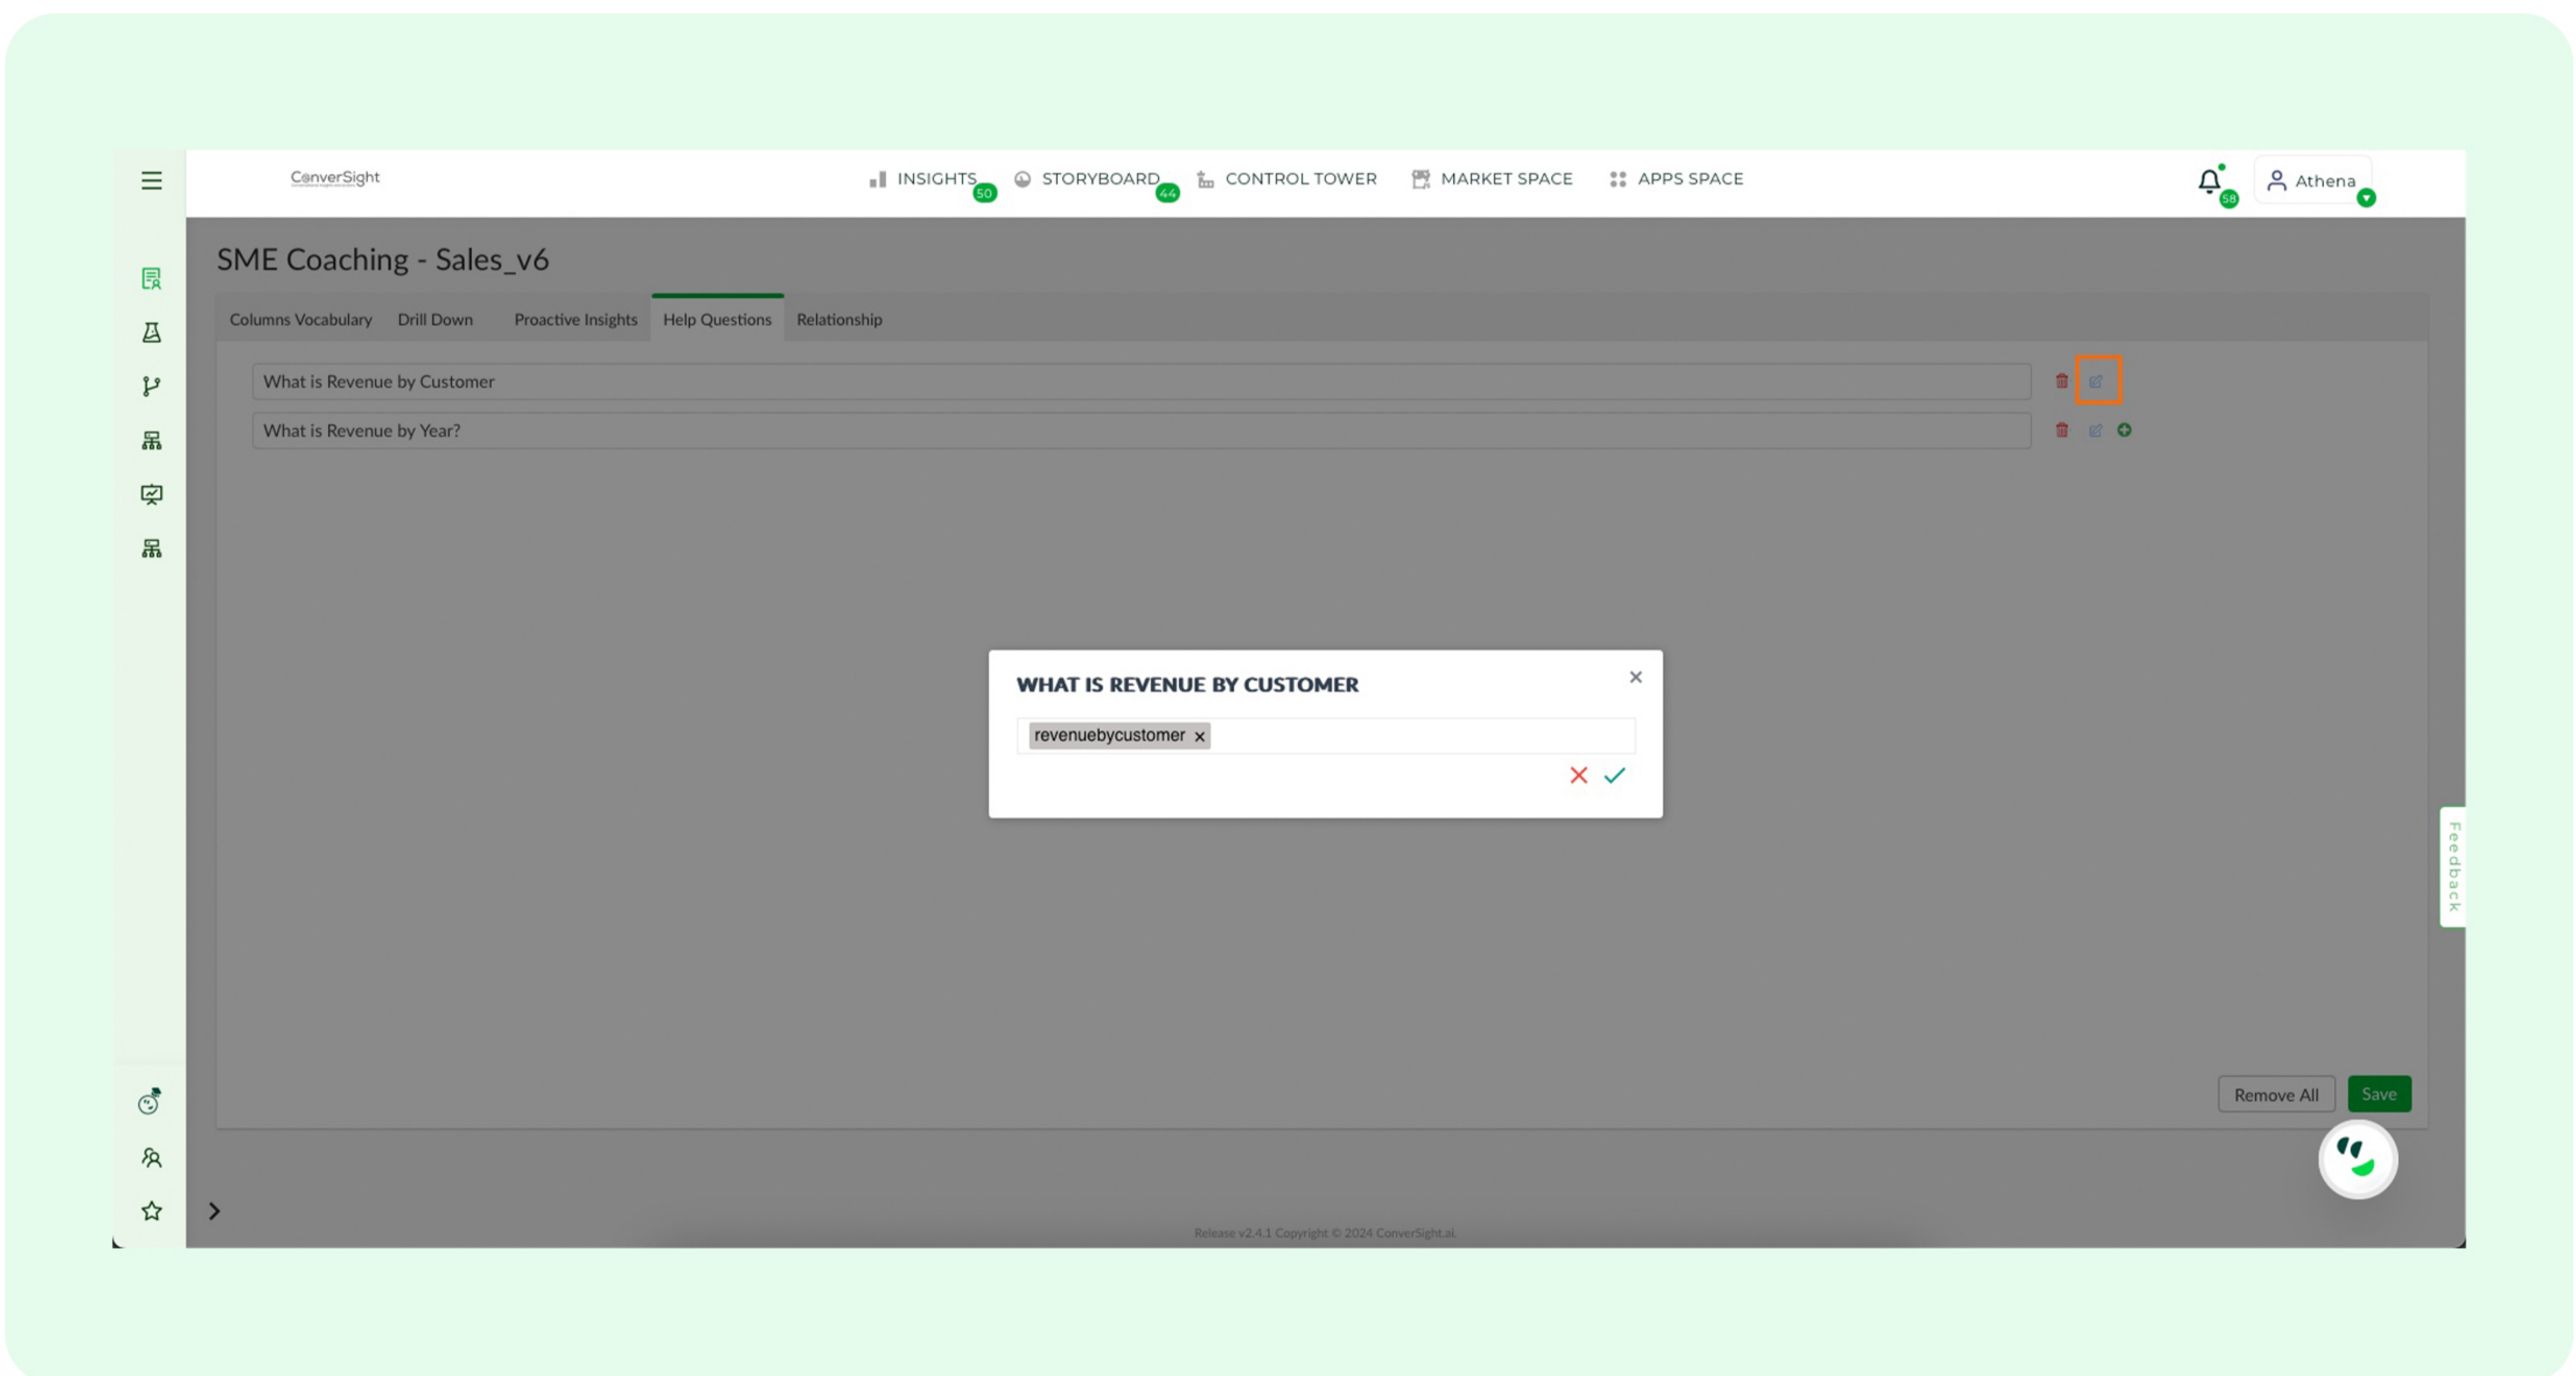 ConverSight
INSIGHTS 50 STORYBOARD 44 CONTROL TOWER MARKET SPACE APPS SPACE
58 Athena
SME Coaching - Sales_v6
Columns Vocabulary Drill Down Proactive Insights Help Questions Relationship
What is Revenue by Customer
What is Revenue by Year?
WHAT IS REVENUE BY CUSTOMER
revenuebycustomer
Feedback
Remove All Save
Release v2.4.1 Copyright © 2024 ConverSight.ai.